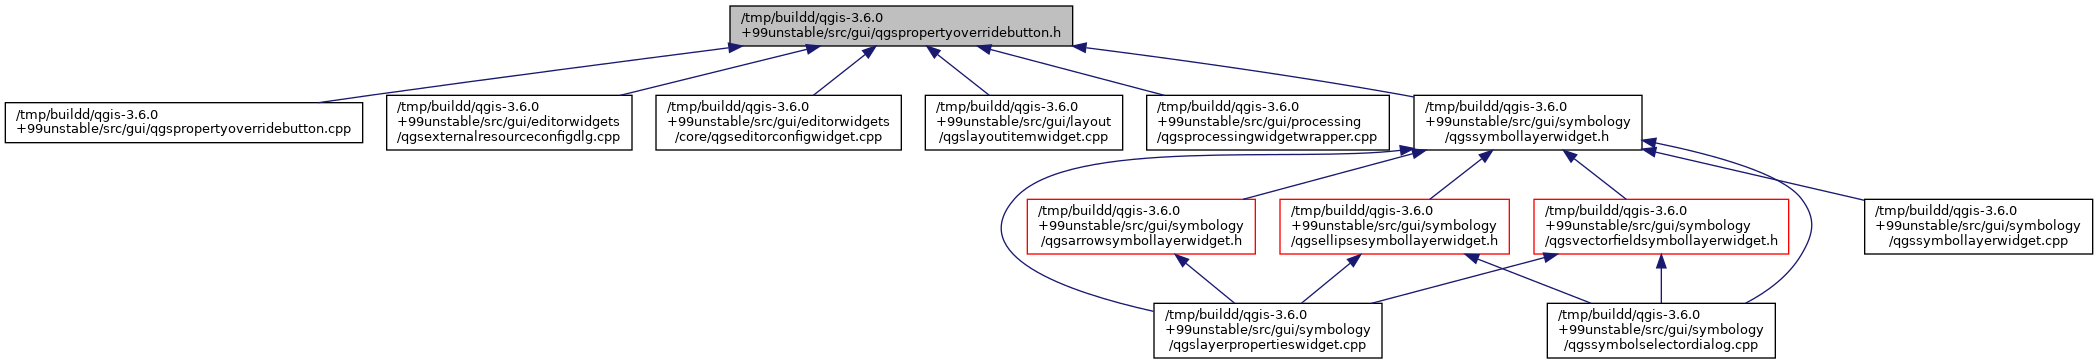 /tmp/buildd/qgis-3.6.0
+99unstable/src/gui/qgspropertyoverridebutton.h
/tmp/buildd/qgis-3.6.0
+99unstable/src/gui/qgspropertyoverridebutton.cpp
/tmp/buildd/qgis-3.6.0
+99unstable/src/gui/editorwidgets
/qgsexternalresourceconfigdlg.cpp
/tmp/buildd/qgis-3.6.0
+99unstable/src/gui/editorwidgets
/core/qgseditorconfigwidget.cpp
/tmp/buildd/qgis-3.6.0
+99unstable/src/gui/layout
/qgslayoutitemwidget.cpp
/tmp/buildd/qgis-3.6.0
+99unstable/src/gui/processing
/qgsprocessingwidgetwrapper.cpp
/tmp/buildd/qgis-3.6.0
+99unstable/src/gui/symbology
/qgssymbollayerwidget.h
/tmp/buildd/qgis-3.6.0
+99unstable/src/gui/symbology
/qgsarrowsymbollayerwidget.h
/tmp/buildd/qgis-3.6.0
+99unstable/src/gui/symbology
/qgsellipsesymbollayerwidget.h
/tmp/buildd/qgis-3.6.0
+99unstable/src/gui/symbology
/qgsvectorfieldsymbollayerwidget.h
/tmp/buildd/qgis-3.6.0
+99unstable/src/gui/symbology
/qgssymbollayerwidget.cpp
/tmp/buildd/qgis-3.6.0
+99unstable/src/gui/symbology
/qgslayerpropertieswidget.cpp
/tmp/buildd/qgis-3.6.0
+99unstable/src/gui/symbology
/qgssymbolselectordialog.cpp